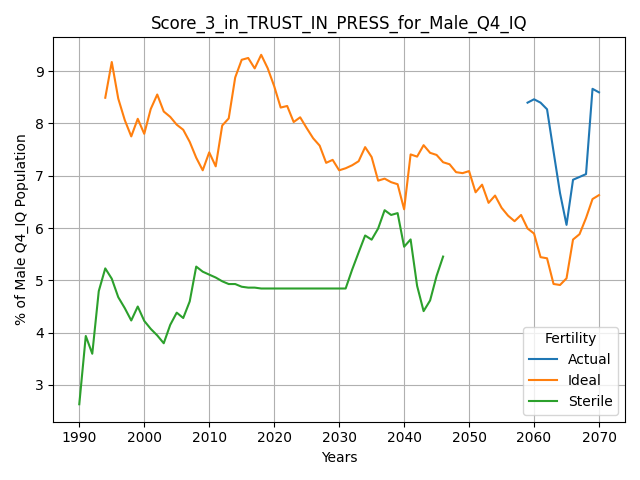 Score_3_in_TRUST_IN_PRESS_for_Male_Q4_IQ
% of Male Q4_IQ Population
9
8
7
6
5
4
3
1990 2000 2010 2020 2030 2040 2050 2060 2070
Years
Fertility
Actual
Ideal
Sterile